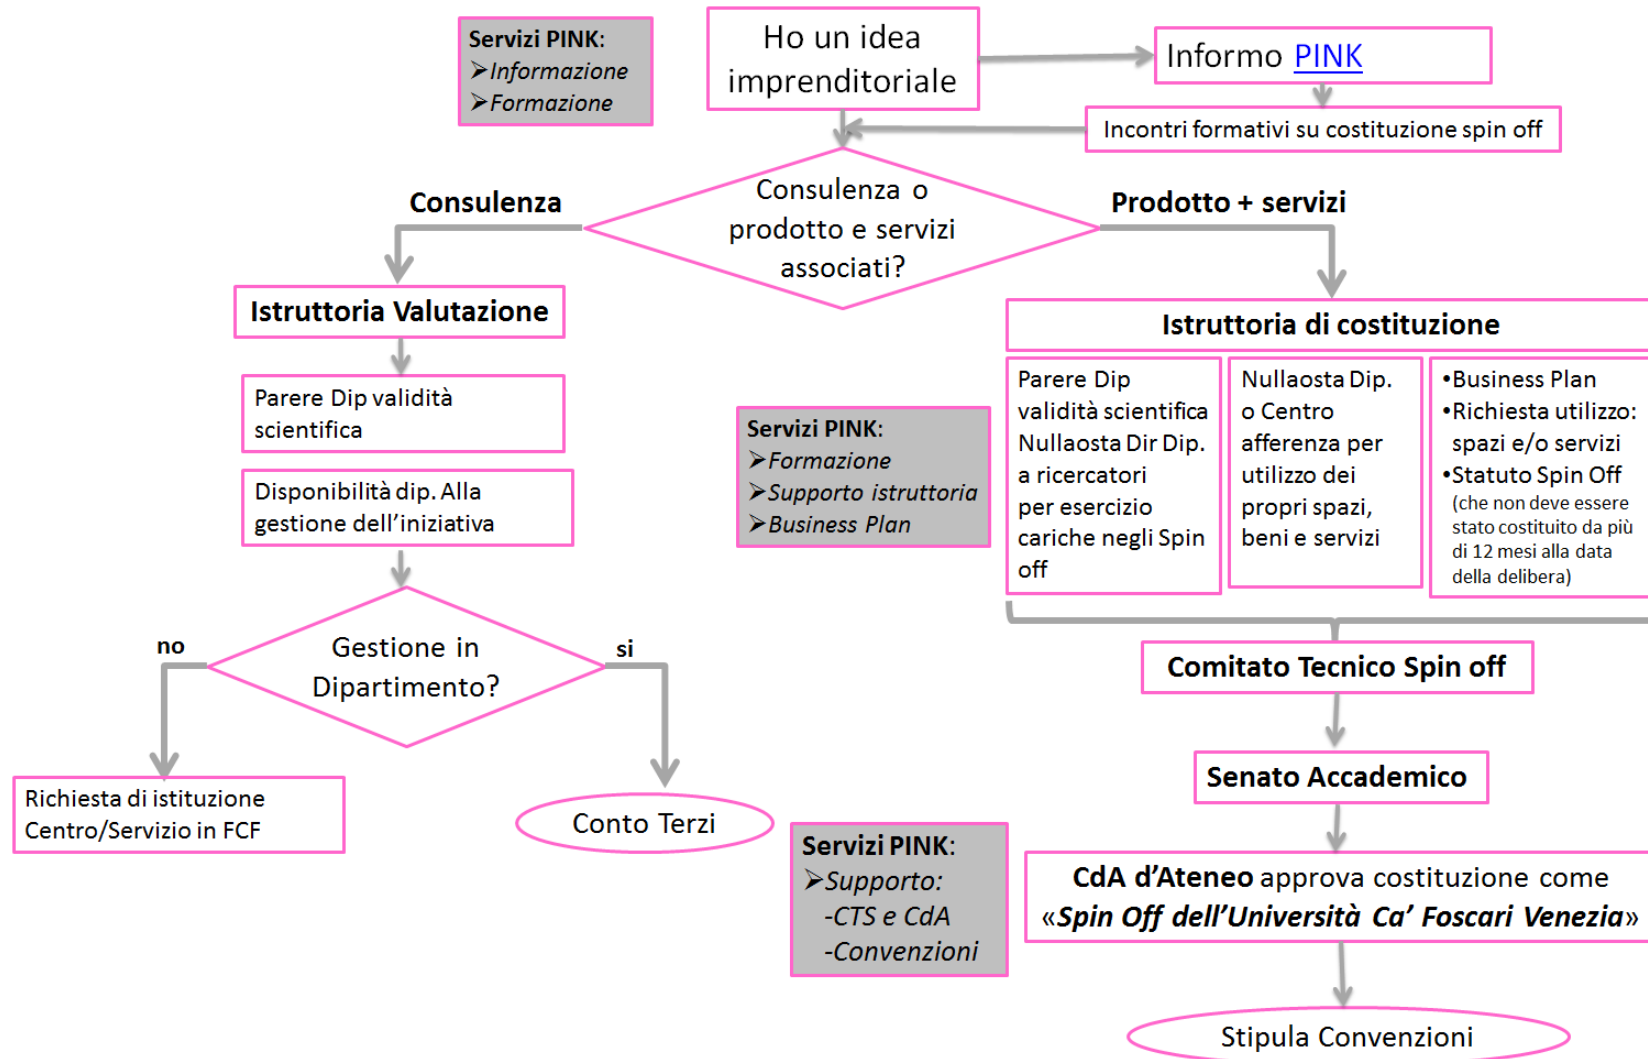 Servizi PINK:
➢Informazione
➢Formazione
Ho un idea
imprenditoriale
Informo PINK
Incontri formativi su costituzione spin off
Consulenza o
prodotto e servizi
associati?
Consulenza
Prodotto + servizi
Istruttoria Valutazione
Parere Dip validità
scientifica
Disponibilità dip. Alla
gestione dell’iniziativa
Gestione in
Dipartimento?
no
si
Richiesta di istituzione
Centro/Servizio in FCF
Conto Terzi
Istruttoria di costituzione
Parere Dip
validità scientifica
Nullaosta Dir Dip.
a ricercatori
per esercizio
cariche negli Spin
off
Nullaosta Dip.
o Centro
afferenza per
utilizzo dei
propri spazi,
beni e servizi
•Business Plan
•Richiesta utilizzo:
spazi e/o servizi
•Statuto Spin Off
(che non deve essere
stato costituito da più
di 12 mesi alla data
della delibera)
Servizi PINK:
➢Formazione
➢Supporto istruttoria
➢Business Plan
Comitato Tecnico Spin off
Senato Accademico
CdA d’Ateneo approva costituzione come
«Spin Off dell’Università Ca’ Foscari Venezia»
Servizi PINK:
➢Supporto:
-CTS e CdA
-Convenzioni
Stipula Convenzioni